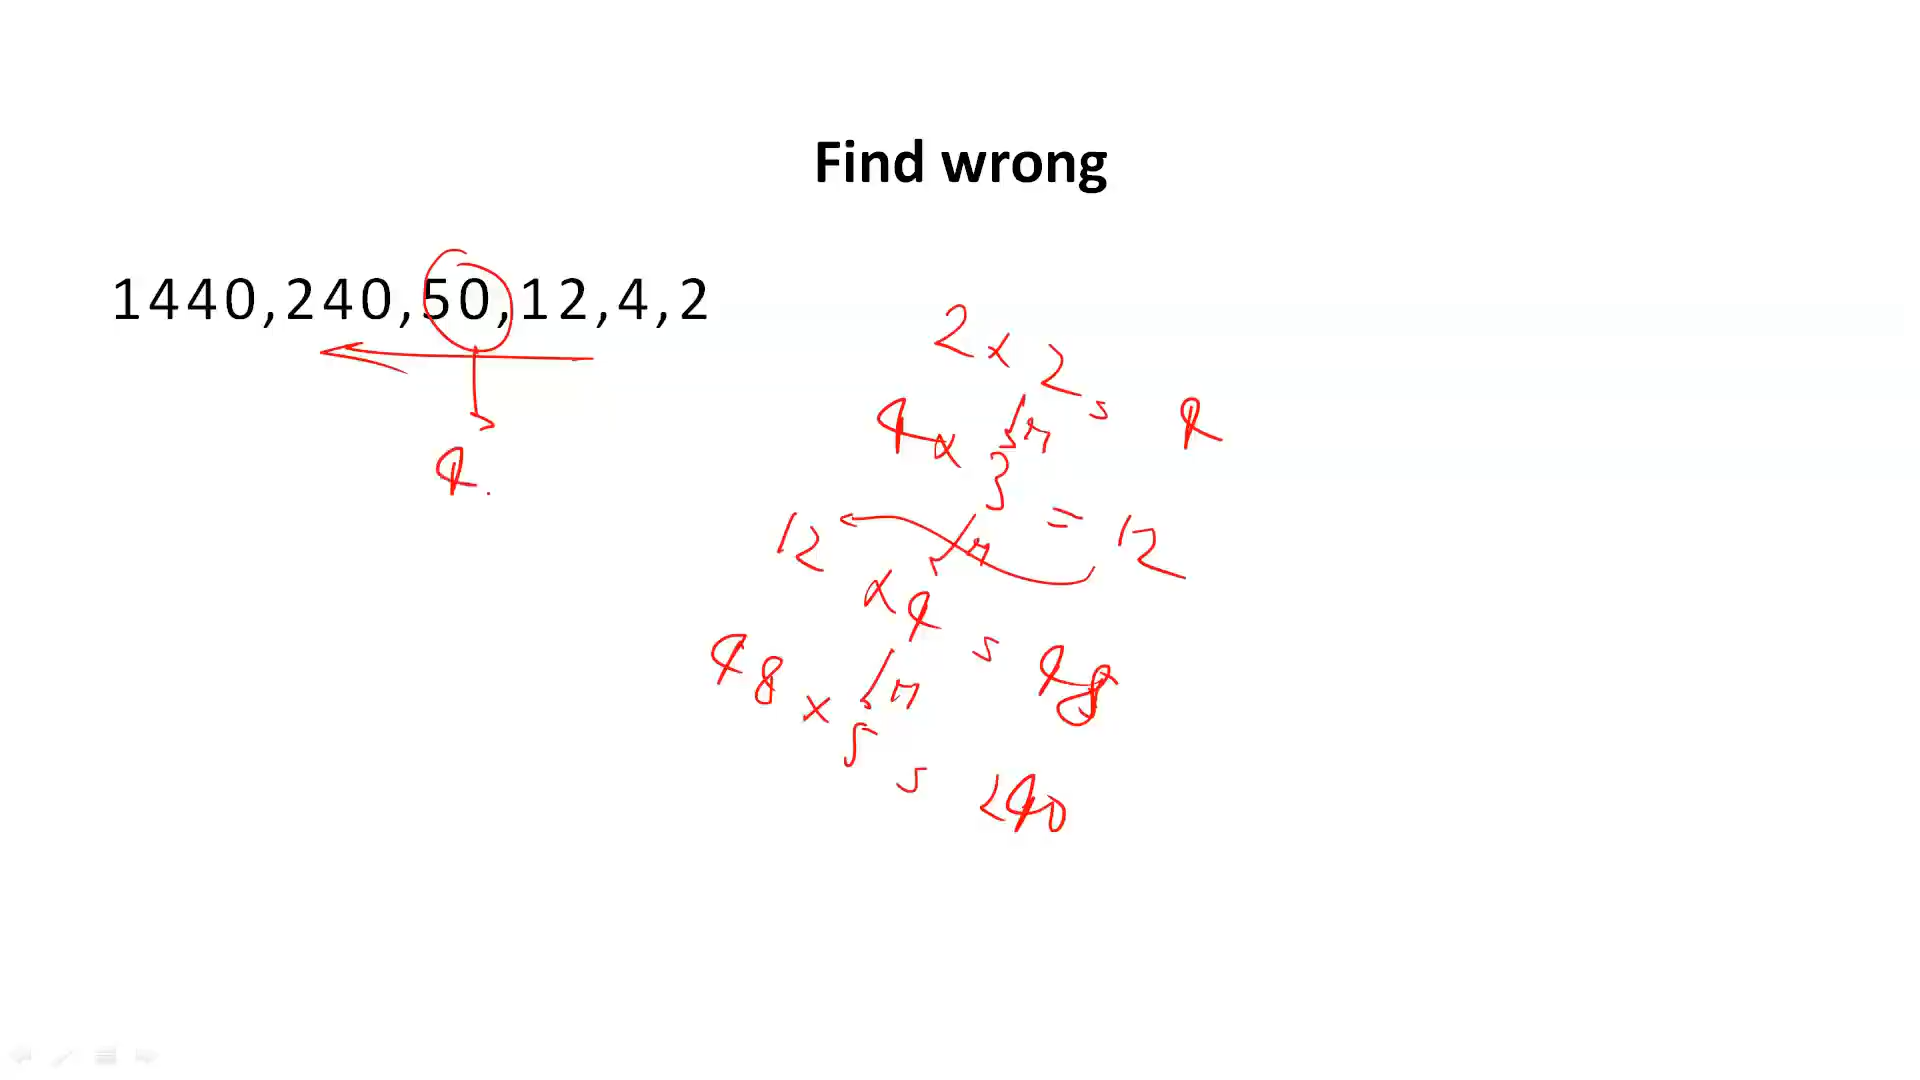 Find wrong
1440,240,50,12,4,2
4
2 x 2 = 4
4 x 3 = 12
12 x 4 = 48
48 x 5 = 240